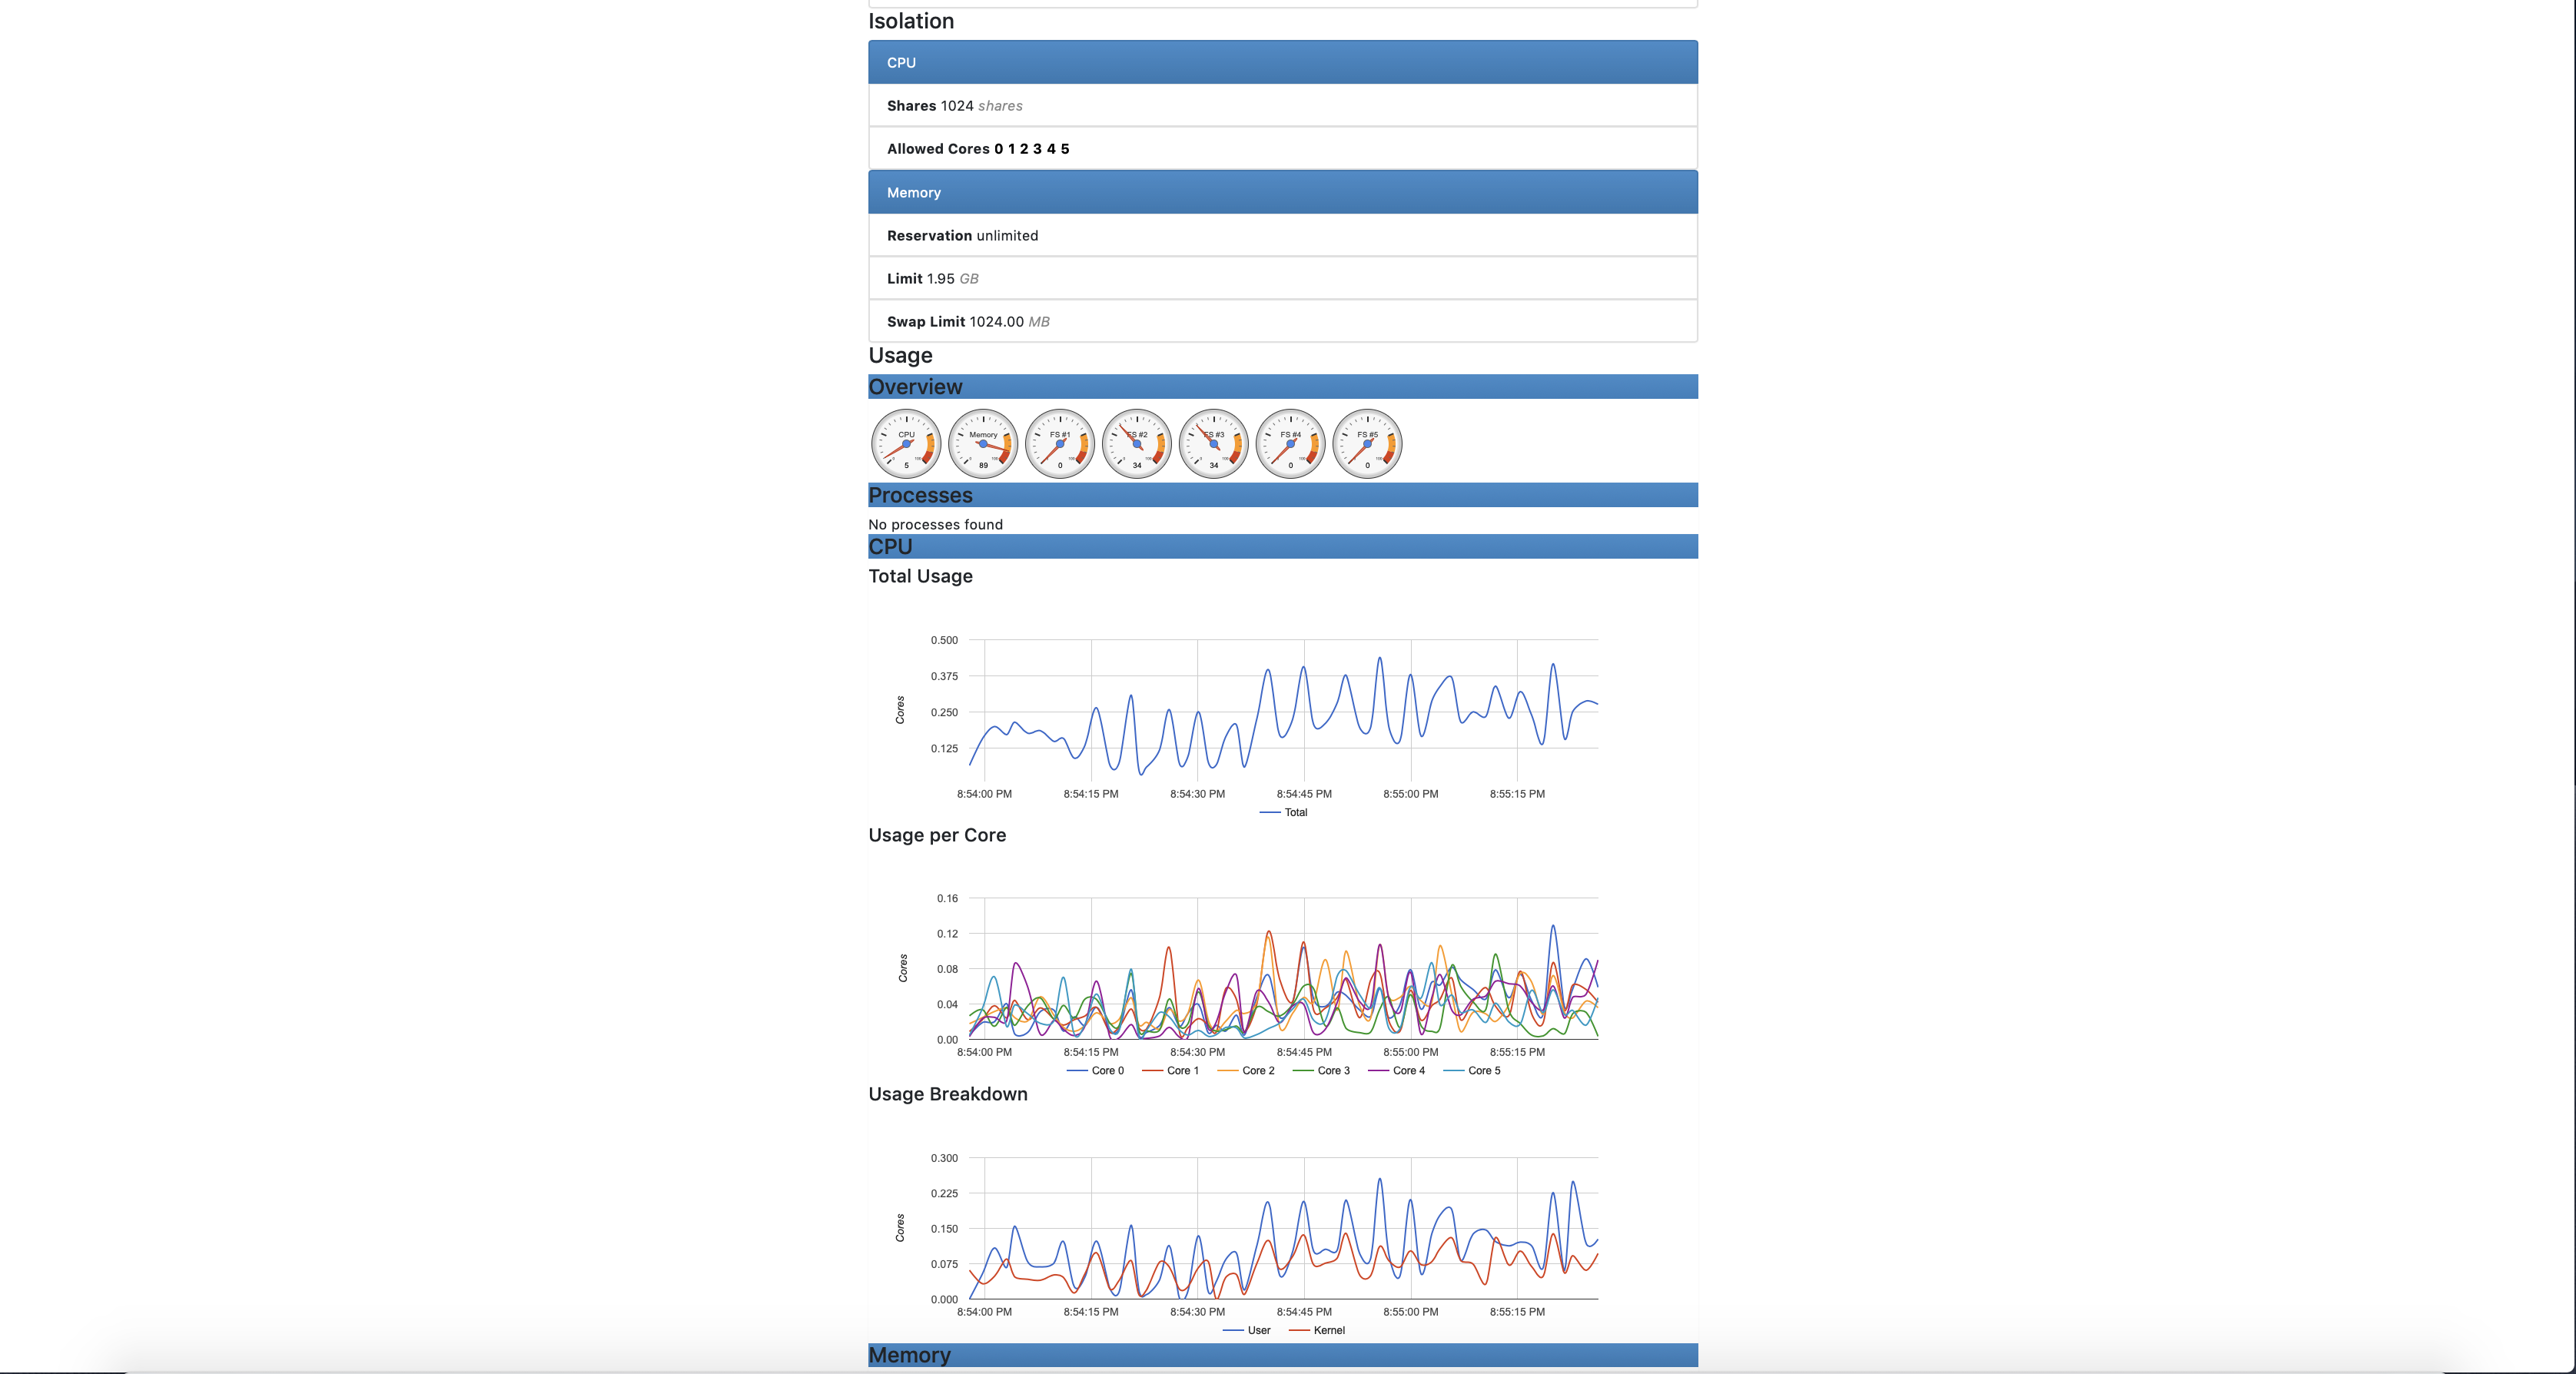 Isolation
CPU
Shares 1024 shares
Allowed Cores 0 1 2 3 4 5
Memory
Reservation unlimited
Limit 1.95 GB
Swap Limit 1024.00 MB
Usage
Overview
CPU Memory FS #1 FS #2 FS #3 FS #4 FS #5
5 89 0 34 34 0 0
Processes
No processes found
CPU
Total Usage
0.500
0.375
0.250
0.125
Cores
8:54:00 PM 8:54:15 PM 8:54:30 PM 8:54:45 PM 8:55:00 PM 8:55:15 PM
Total
Usage per Core
0.16
0.12
0.08
0.04
0.00
Cores
8:54:00 PM 8:54:15 PM 8:54:30 PM 8:54:45 PM 8:55:00 PM 8:55:15 PM
Core 0 Core 1 Core 2 Core 3 Core 4 Core 5
Usage Breakdown
0.300
0.225
0.150
0.075
0.000
Cores
8:54:00 PM 8:54:15 PM 8:54:30 PM 8:54:45 PM 8:55:00 PM 8:55:15 PM
User Kernel
Memory